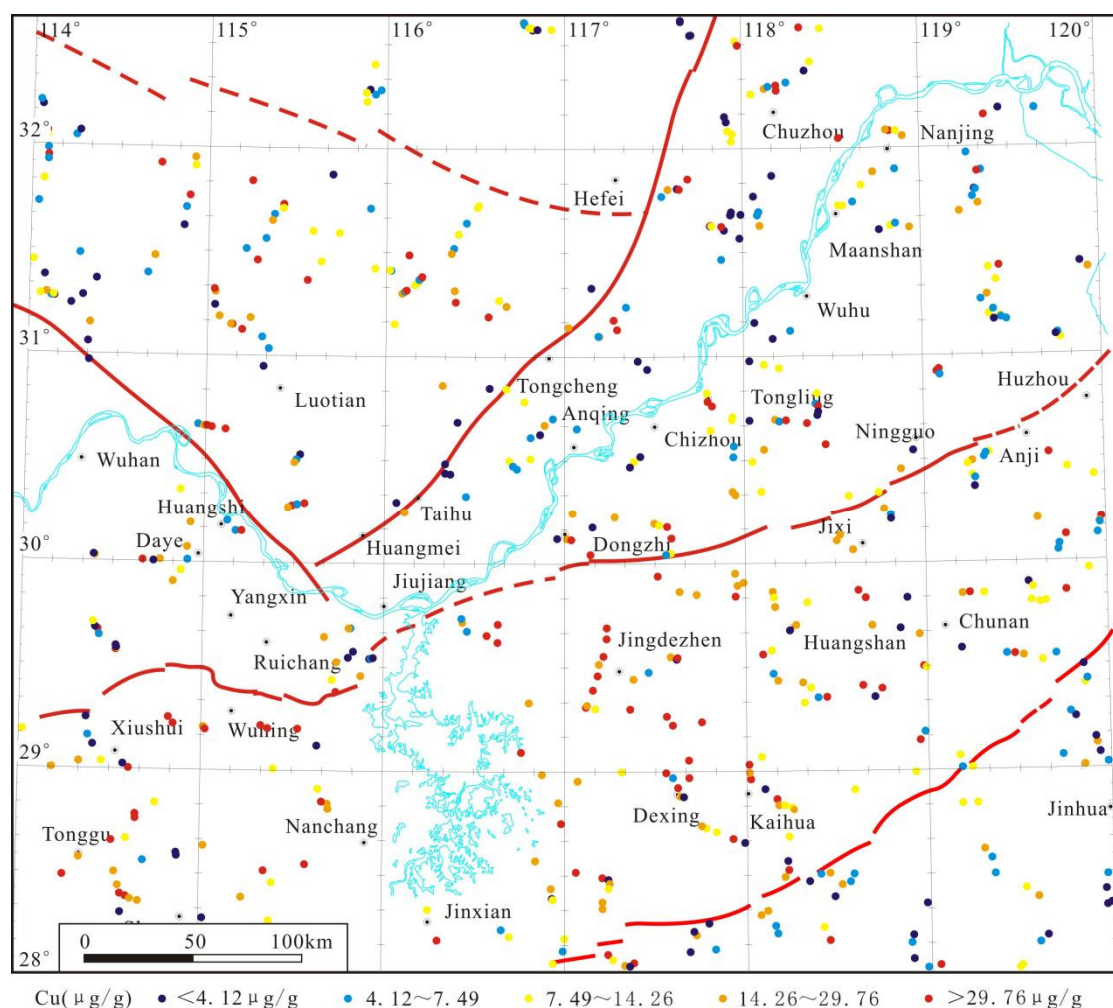 114° 115° 116° 117° 118° 119° 120°
32°
Chuzhou Nanjing
Hefei
Maanshan
Wuhu
31°
Tongcheng Huzhou
Luotian Anqing Tongling
Chizhou Ningguo
Wuhan Anji
Huangshi Taihu
Daye Huangmei Dongzhi Jixi
30°
Jiujiang
Yangxin Chunan
Ruichang Jingdezhen Huangshan
Xiushui Wuning
29°
Dexing Kaihua Jinhua
Tonggu Nanchang
Jinxian
0 50 100km
28°
Cu(μg/g) <4.12μg/g 4.12～7.49 7.49～14.26 14.26～29.76 >29.76μg/g